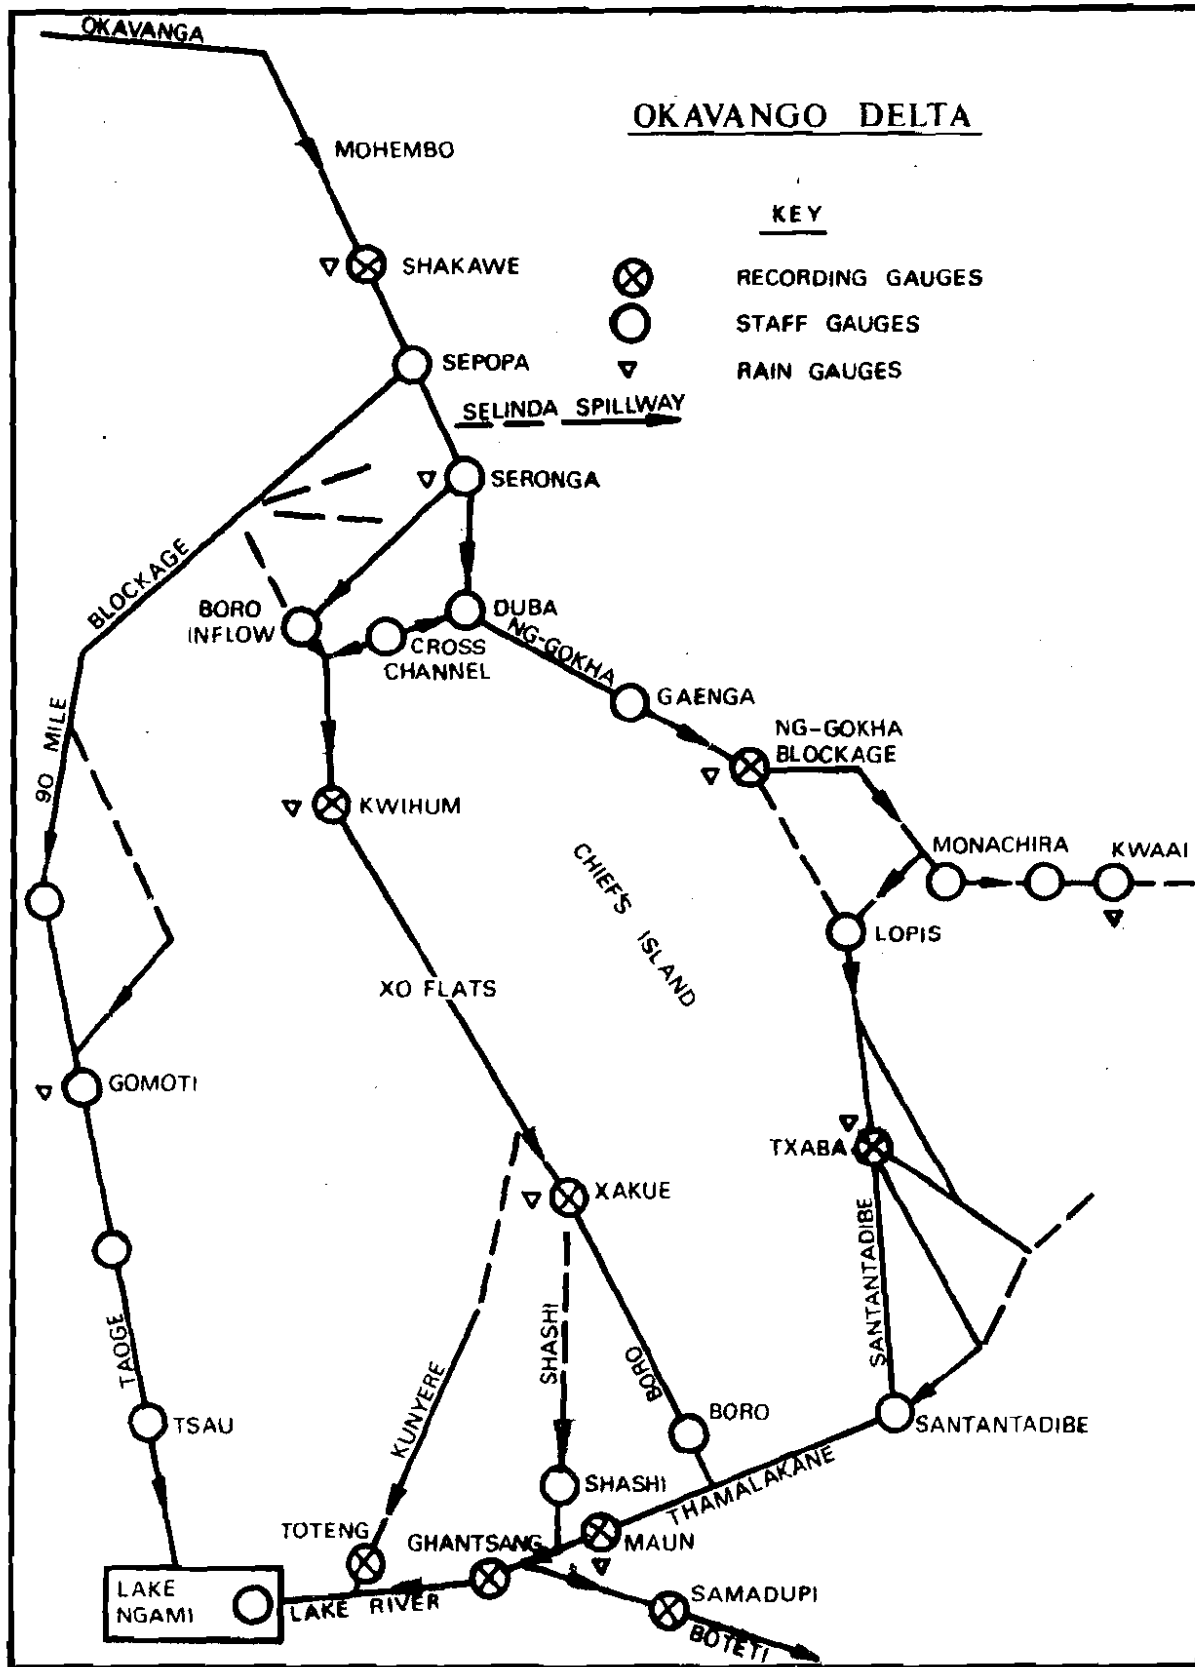 OKAVANGA
OKAVANGO DELTA
MOHEMBO
KEY
SHAKAWE
RECORDING GAUGES
STAFF GAUGES
SEPOPA
RAIN GAUGES
SELINDA SPILLWAY
SERONGA
BLOCKAGE
BORO
INFLOW
DUBA
CROSS
CHANNEL
NG-GOKHA
GAENGA
NG-GOKHA
BLOCKAGE
90 MILE
KWIHUM
MONACHIRA
KWAAI
CHIEF'S
ISLAND
LOPIS
XO FLATS
GOMOTI
TXABA
XAKUE
SANTANTADIBE
TAOGE
KUNYERE
SHASHI
BORO
TSAU
BORO
SANTANTADIBE
SHASHI
THAMALAKANE
TOTENG
GHANTSANG
MAUN
LAKE
NGAMI
LAKE RIVER
SAMADUPI
BOTETI